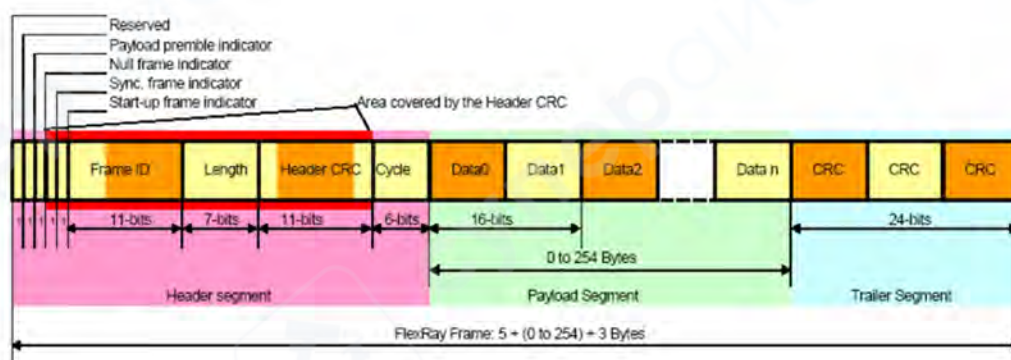 Reserved
Payload premble indicator
Null frame indicator
Sync. frame indicator
Start-up frame indicator
Area covered by the Header CRC
Frame ID Length Header CRC Cycle Data0 Data1 Data2 Data n CRC CRC CRC
1 1 1 1 1 11-bits 7-bits 11-bits 6-bits 16-bits 24-bits
0 to 254 Bytes
Header segment Payload Segment Trailer Segment
FlexRay Frame: 5 + (0 to 254) + 3 Bytes